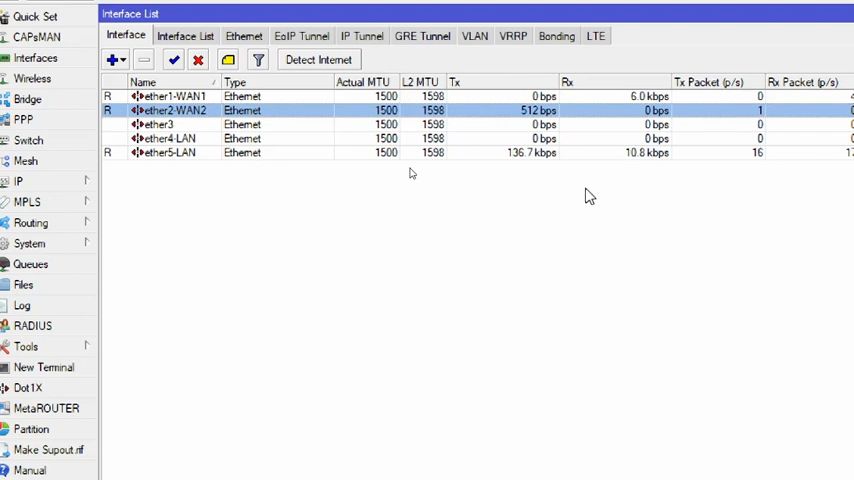 Interface List
Quick Set
CAPsMAN
Interfaces
Wireless
Bridge
PPP
Switch
Mesh
IP
MPLS
Routing
System
Queues
Files
Log
RADIUS
Tools
New Terminal
Dot1X
MetaROUTER
Partition
Make Supout.rif
Manual
Interface Interface List Ethernet EoIP Tunnel IP Tunnel GRE Tunnel VLAN VRRP Bonding LTE
Detect Internet
Name Type Actual MTU L2 MTU Tx Rx Tx Packet (p/s) Rx Packet (p/s)
R ether1-WAN1 Ethernet 1500 1598 0 bps 6.0 kbps 0
R ether2-WAN2 Ethernet 1500 1598 512 bps 0 bps 1
ether3 Ethernet 1500 1598 0 bps 0 bps 0
ether4-LAN Ethernet 1500 1598 0 bps 0 bps 0
R ether5-LAN Ethernet 1500 1598 136.7 kbps 10.8 kbps 16